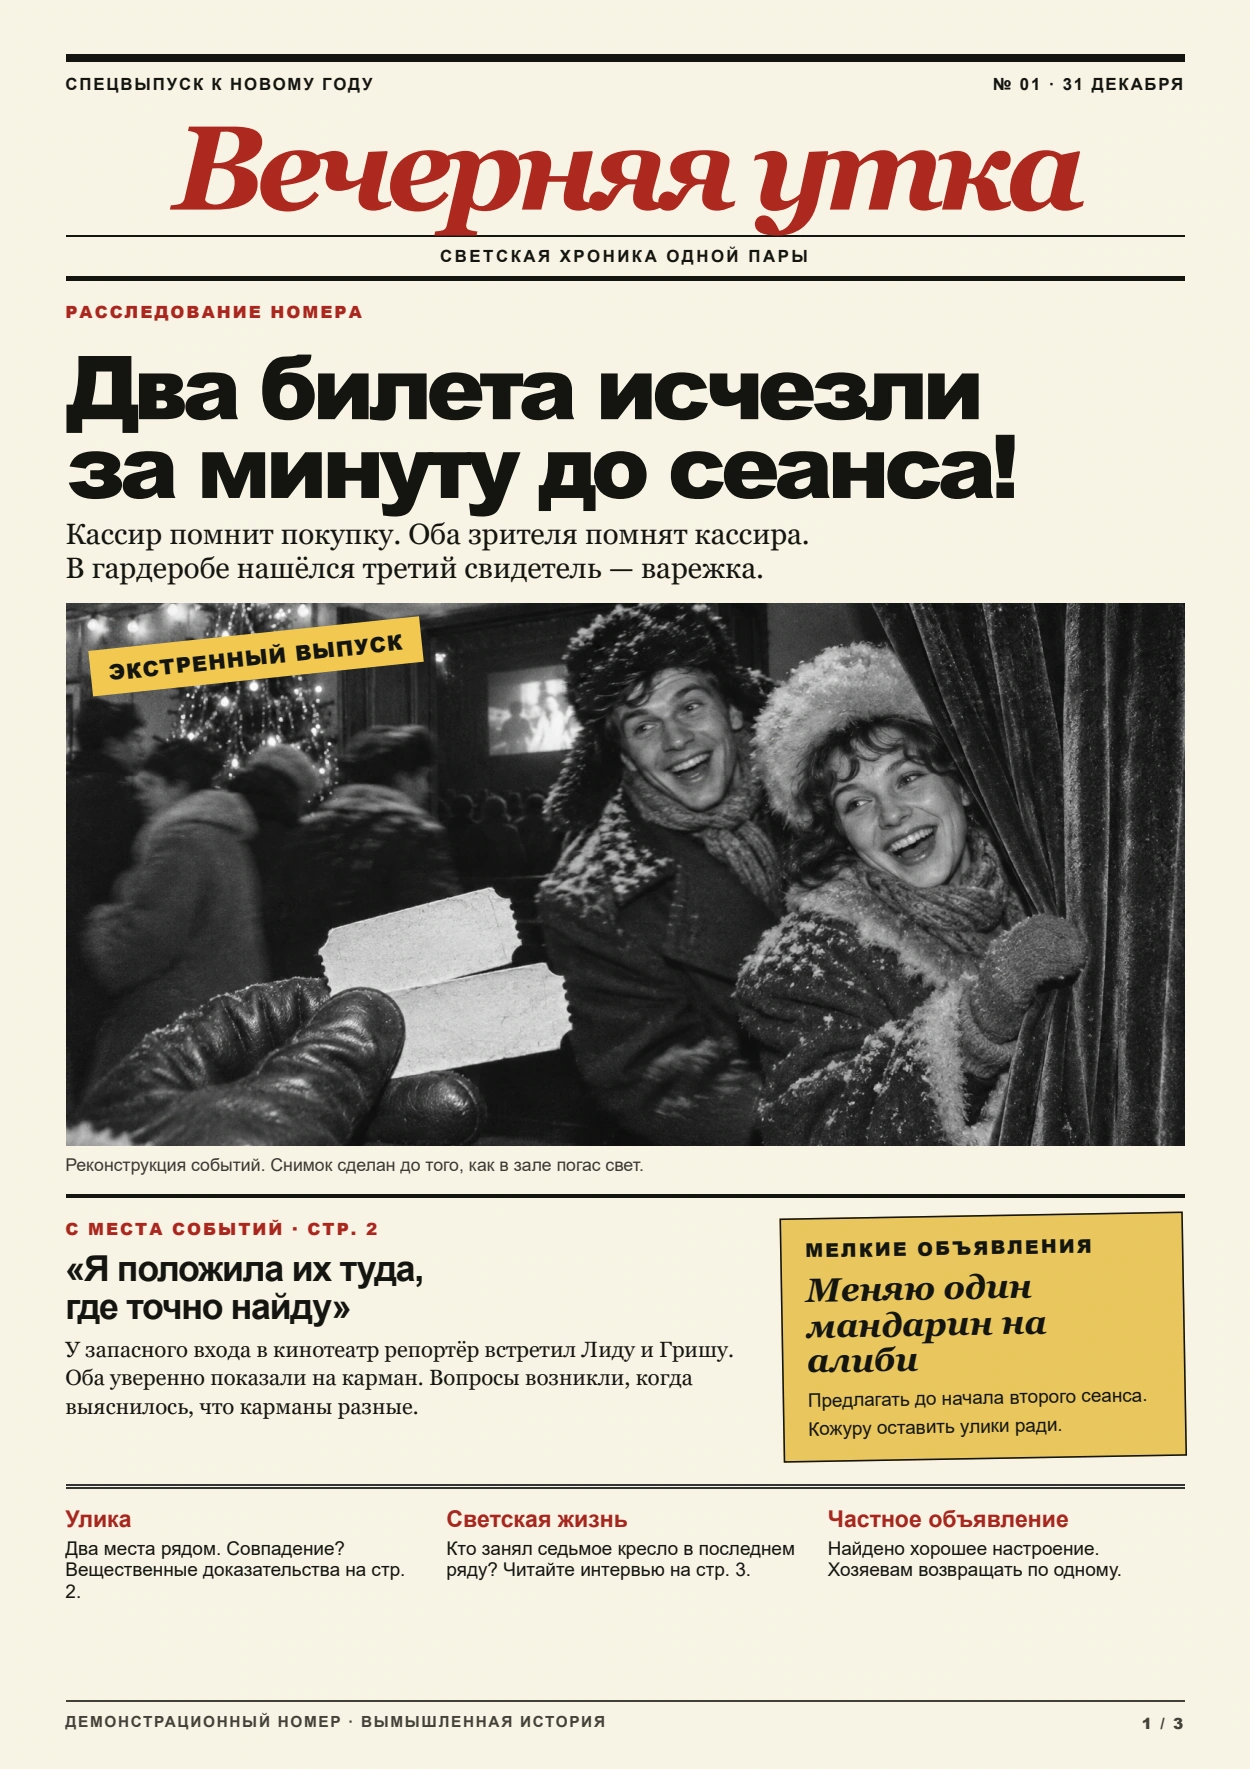 СПЕЦВЫПУСК К НОВОМУ ГОДУ
№ 01 · 31 ДЕКАБРЯ
Вечерняя утка
СВЕТСКАЯ ХРОНИКА ОДНОЙ ПАРЫ
РАССЛЕДОВАНИЕ НОМЕРА
Два билета исчезли
за минуту до сеанса!
Кассир помнит покупку. Оба зрителя помнят кассира.
В гардеробе нашёлся третий свидетель — варежка.
ЭКСТРЕННЫЙ ВЫПУСК
Реконструкция событий. Снимок сделан до того, как в зале погас свет.
С МЕСТА СОБЫТИЙ · СТР. 2
«Я положила их туда,
где точно найду»
У запасного входа в кинотеатр репортёр встретил Лиду и Гришу.
Оба уверенно показали на карман. Вопросы возникли, когда
выяснилось, что карманы разные.
МЕЛКИЕ ОБЪЯВЛЕНИЯ
Меняю один
мандарин на
алиби
Предлагать до начала второго сеанса.
Кожуру оставить улики ради.
Улика
Два места рядом. Совпадение?
Вещественные доказательства на стр.
2.
Светская жизнь
Кто занял седьмое кресло в последнем
ряду? Читайте интервью на стр. 3.
Частное объявление
Найдено хорошее настроение.
Хозяевам возвращать по одному.
ДЕМОНСТРАЦИОННЫЙ НОМЕР · ВЫМЫШЛЕННАЯ ИСТОРИЯ
1 / 3